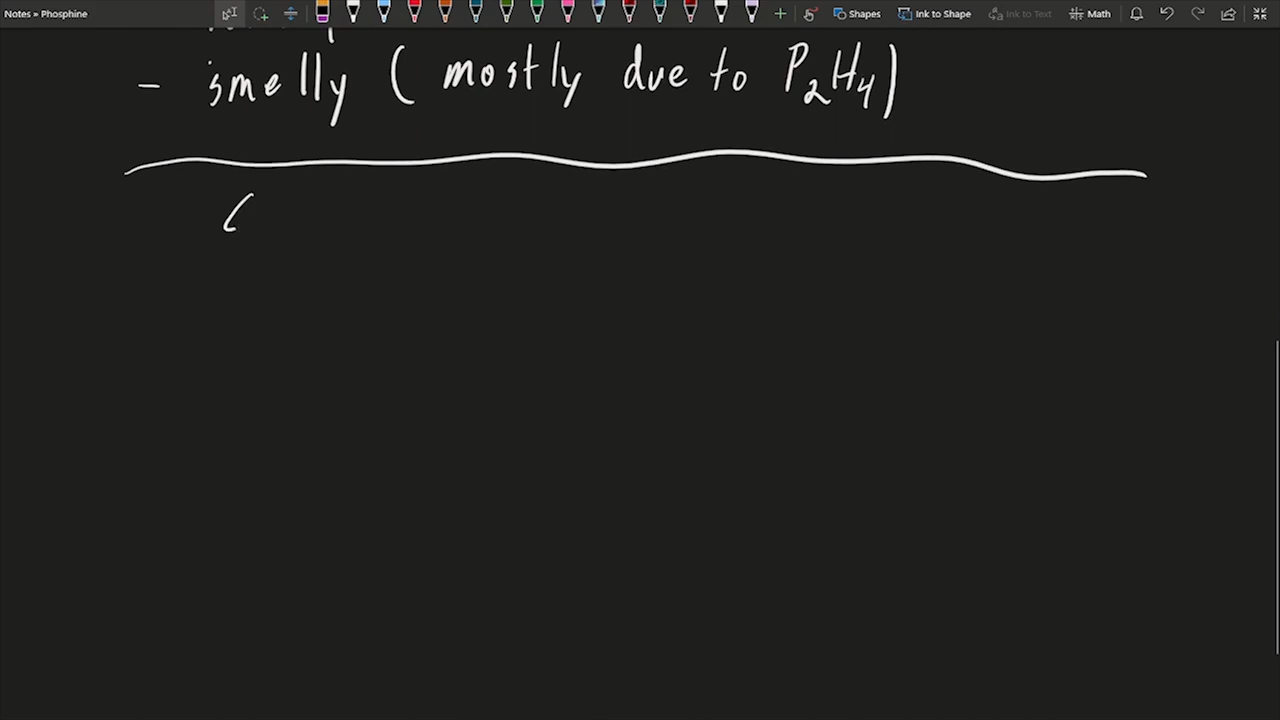 Notes » Phosphine Shapes Ink to Shape Ink to Text Math
- smelly ( mostly due to P₂H₄)
(